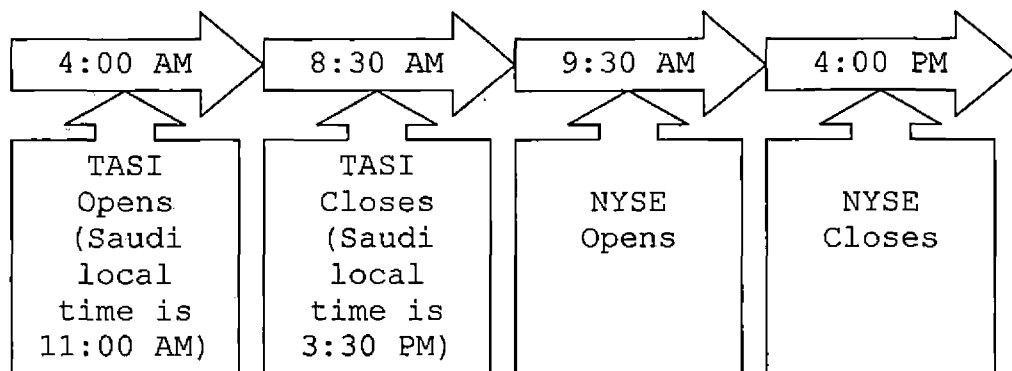 4:00 AM
8:30 AM
9:30 AM
4:00 PM
TASI
Opens
(Saudi
local
time is
11:00 AM)
TASI
Closes
(Saudi
local
time is
3:30 PM)
NYSE
Opens
NYSE
Closes